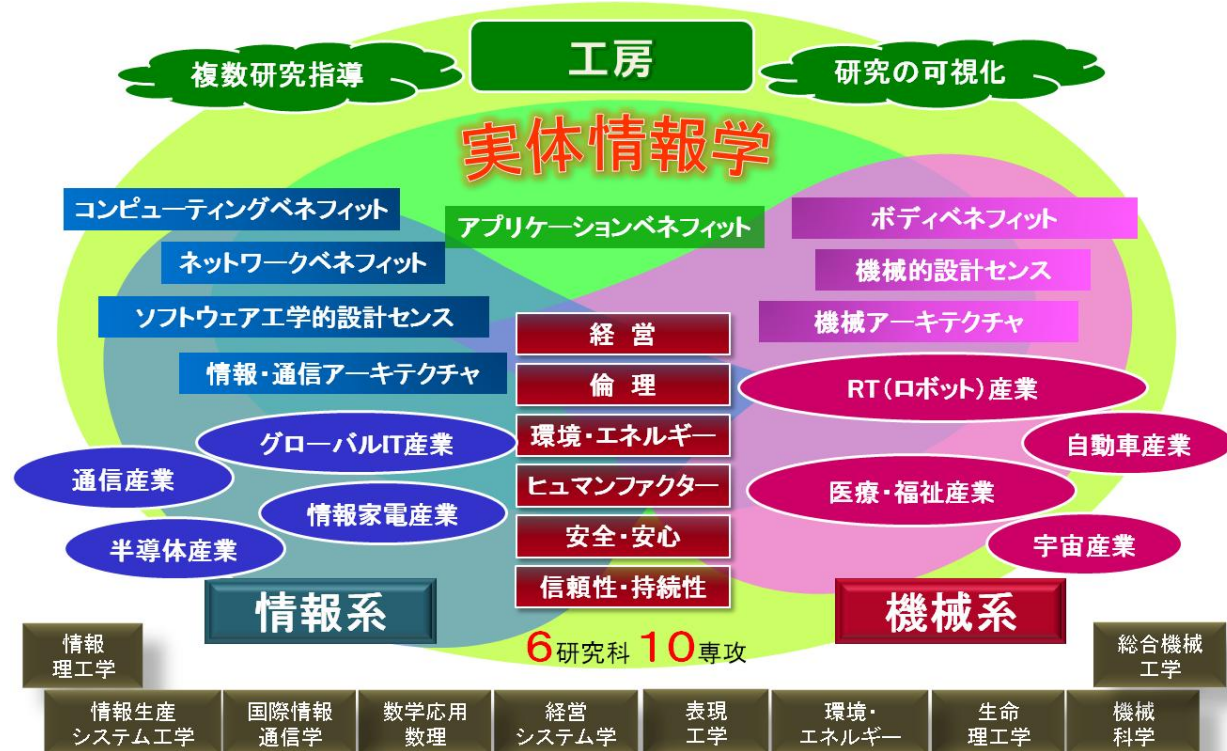 工房
複数研究指導
研究の可視化
実体情報学
コンピューティングベネフィット
アプリケーションベネフィット
ボディベネフィット
ネットワークベネフィット
機械的設計センス
ソフトウェア工学的設計センス
機械アーキテクチャ
情報・通信アーキテクチャ
経 営
倫 理
環境・エネルギー
ヒュマンファクター
安全・安心
信頼性・持続性
グローバルIT産業
通信産業
情報家電産業
半導体産業
RT(ロボット)産業
自動車産業
医療・福祉産業
宇宙産業
情報系
機械系
6研究科 10専攻
情報
理工学
総合機械
工学
情報生産
システム工学
国際情報
通信学
数学応用
数理
経営
システム学
表現
工学
環境・
エネルギー
生命
理工学
機械
科学